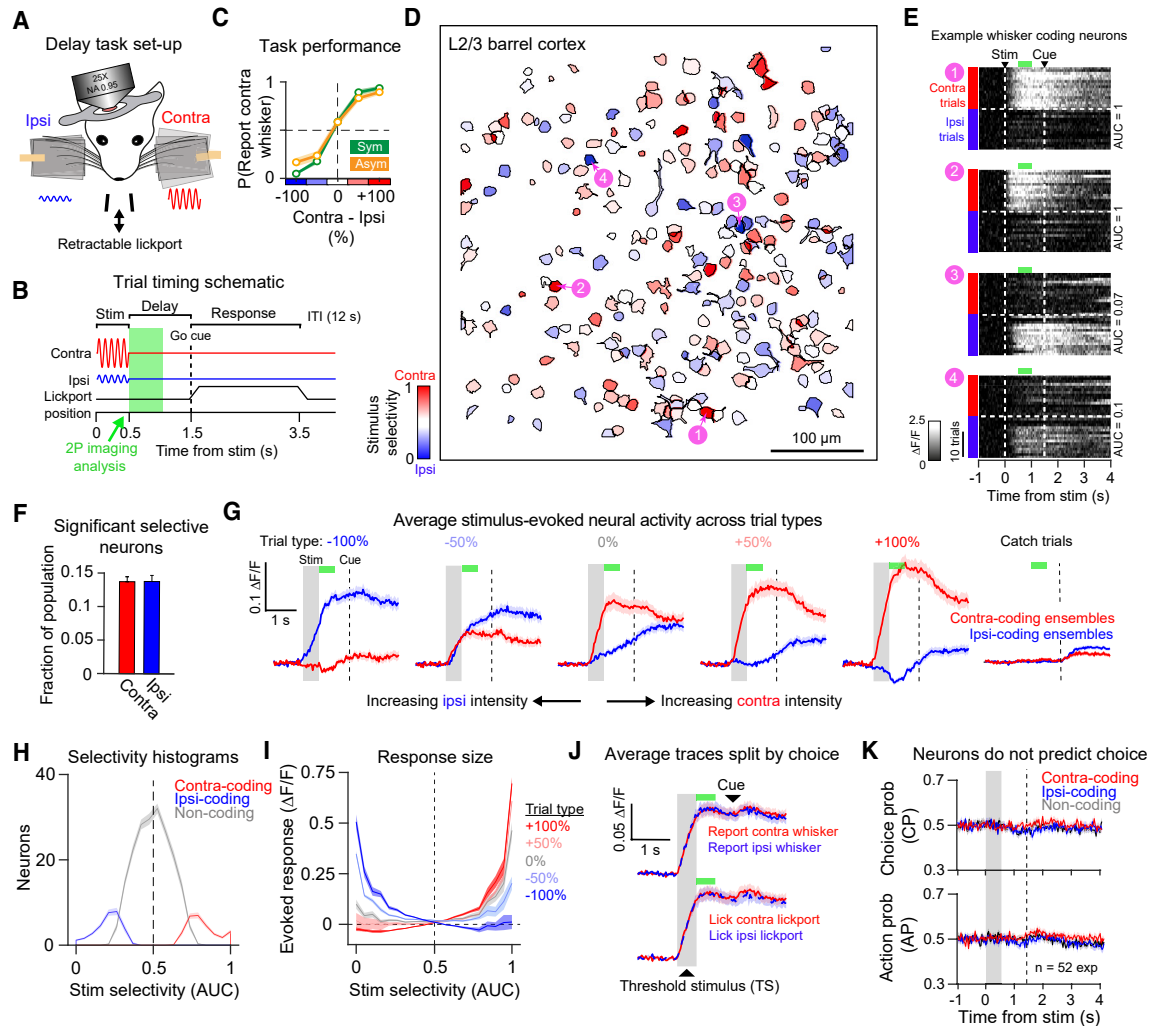 A
Delay task set-up
25X
NA 0.95
Ipsi
Contra
Retractable lickport
B
Trial timing schematic
Stim
Delay
Response
ITI (12 s)
Go cue
Contra
Ipsi
Lickport
position
0
0.5
1.5
3.5
2P imaging
analysis
Time from stim (s)
C
Task performance
P(Report contra
whisker)
1
0
Sym
Asym
-100
0
+100
Contra - Ipsi
(%)
D
L2/3 barrel cortex
4
3
2
1
Contra
1
Stimulus
selectivity
0
Ipsi
100 µm
E
Example whisker coding neurons
Stim
Cue
1
Contra
trials
Ipsi
trials
AUC = 1
2
AUC = 1
3
AUC = 0.07
4
AUC = 0.1
2.5
ΔF/F
0
10 trials
-1 0 1 2 3 4
Time from stim (s)
F
Significant selective
neurons
Fraction of population
0.15
0.1
0.05
0
Contra
Ipsi
G
Average stimulus-evoked neural activity across trial types
Trial type: -100%
-50%
0%
+50%
+100%
Catch trials
Stim
Cue
0.1 ΔF/F
1 s
Contra-coding ensembles
Ipsi-coding ensembles
Increasing ipsi intensity
Increasing contra intensity
H
Selectivity histograms
Contra-coding
Ipsi-coding
Non-coding
Neurons
40
20
0
0
0.5
1
Stim selectivity (AUC)
I
Response size
Evoked response (ΔF/F)
0.75
0.5
0.25
0
Trial type
+100%
+50%
0%
-50%
-100%
0
0.5
1
Stim selectivity (AUC)
J
Average traces split by choice
Cue
0.05 ΔF/F
1 s
Report contra whisker
Report ipsi whisker
Lick contra lickport
Lick ipsi lickport
Threshold stimulus (TS)
K
Neurons do not predict choice
Contra-coding
Ipsi-coding
Non-coding
Choice prob
(CP)
0.7
0.5
0.3
Action prob
(AP)
0.7
0.5
0.3
n = 52 exp
-1 0 1 2 3 4
Time from stim (s)